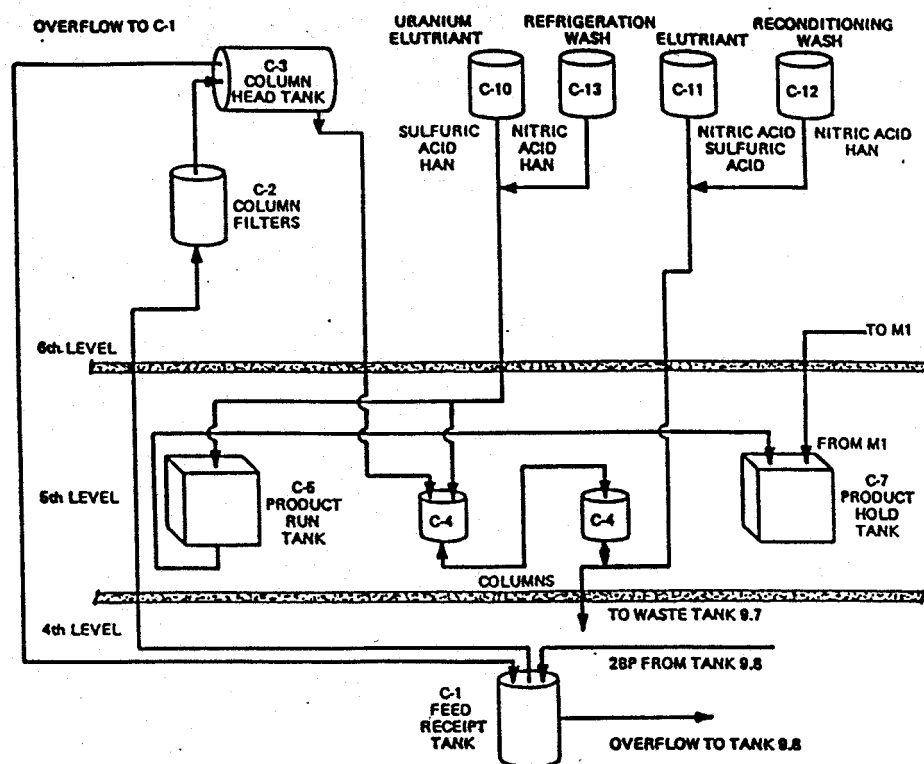 OVERFLOW TO C-1
URANIUM
ELUTRIANT
REFRIGERATION
WASH
ELUTRIANT
RECONDITIONING
WASH
C-3
COLUMN
HEAD TANK
C-10
C-13
C-11
C-12
SULFURIC
ACID
HAN
NITRIC
ACID
HAN
NITRIC ACID
SULFURIC
ACID
NITRIC ACID
HAN
C-2
COLUMN
FILTERS
6th LEVEL
TO M1
FROM M1
5th LEVEL
C-5
PRODUCT
RUN
TANK
C-4
C-4
C-7
PRODUCT
HOLD
TANK
COLUMNS
4th LEVEL
TO WASTE TANK 9.7
2BP FROM TANK 9.8
C-1
FEED
RECEIPT
TANK
OVERFLOW TO TANK 9.8